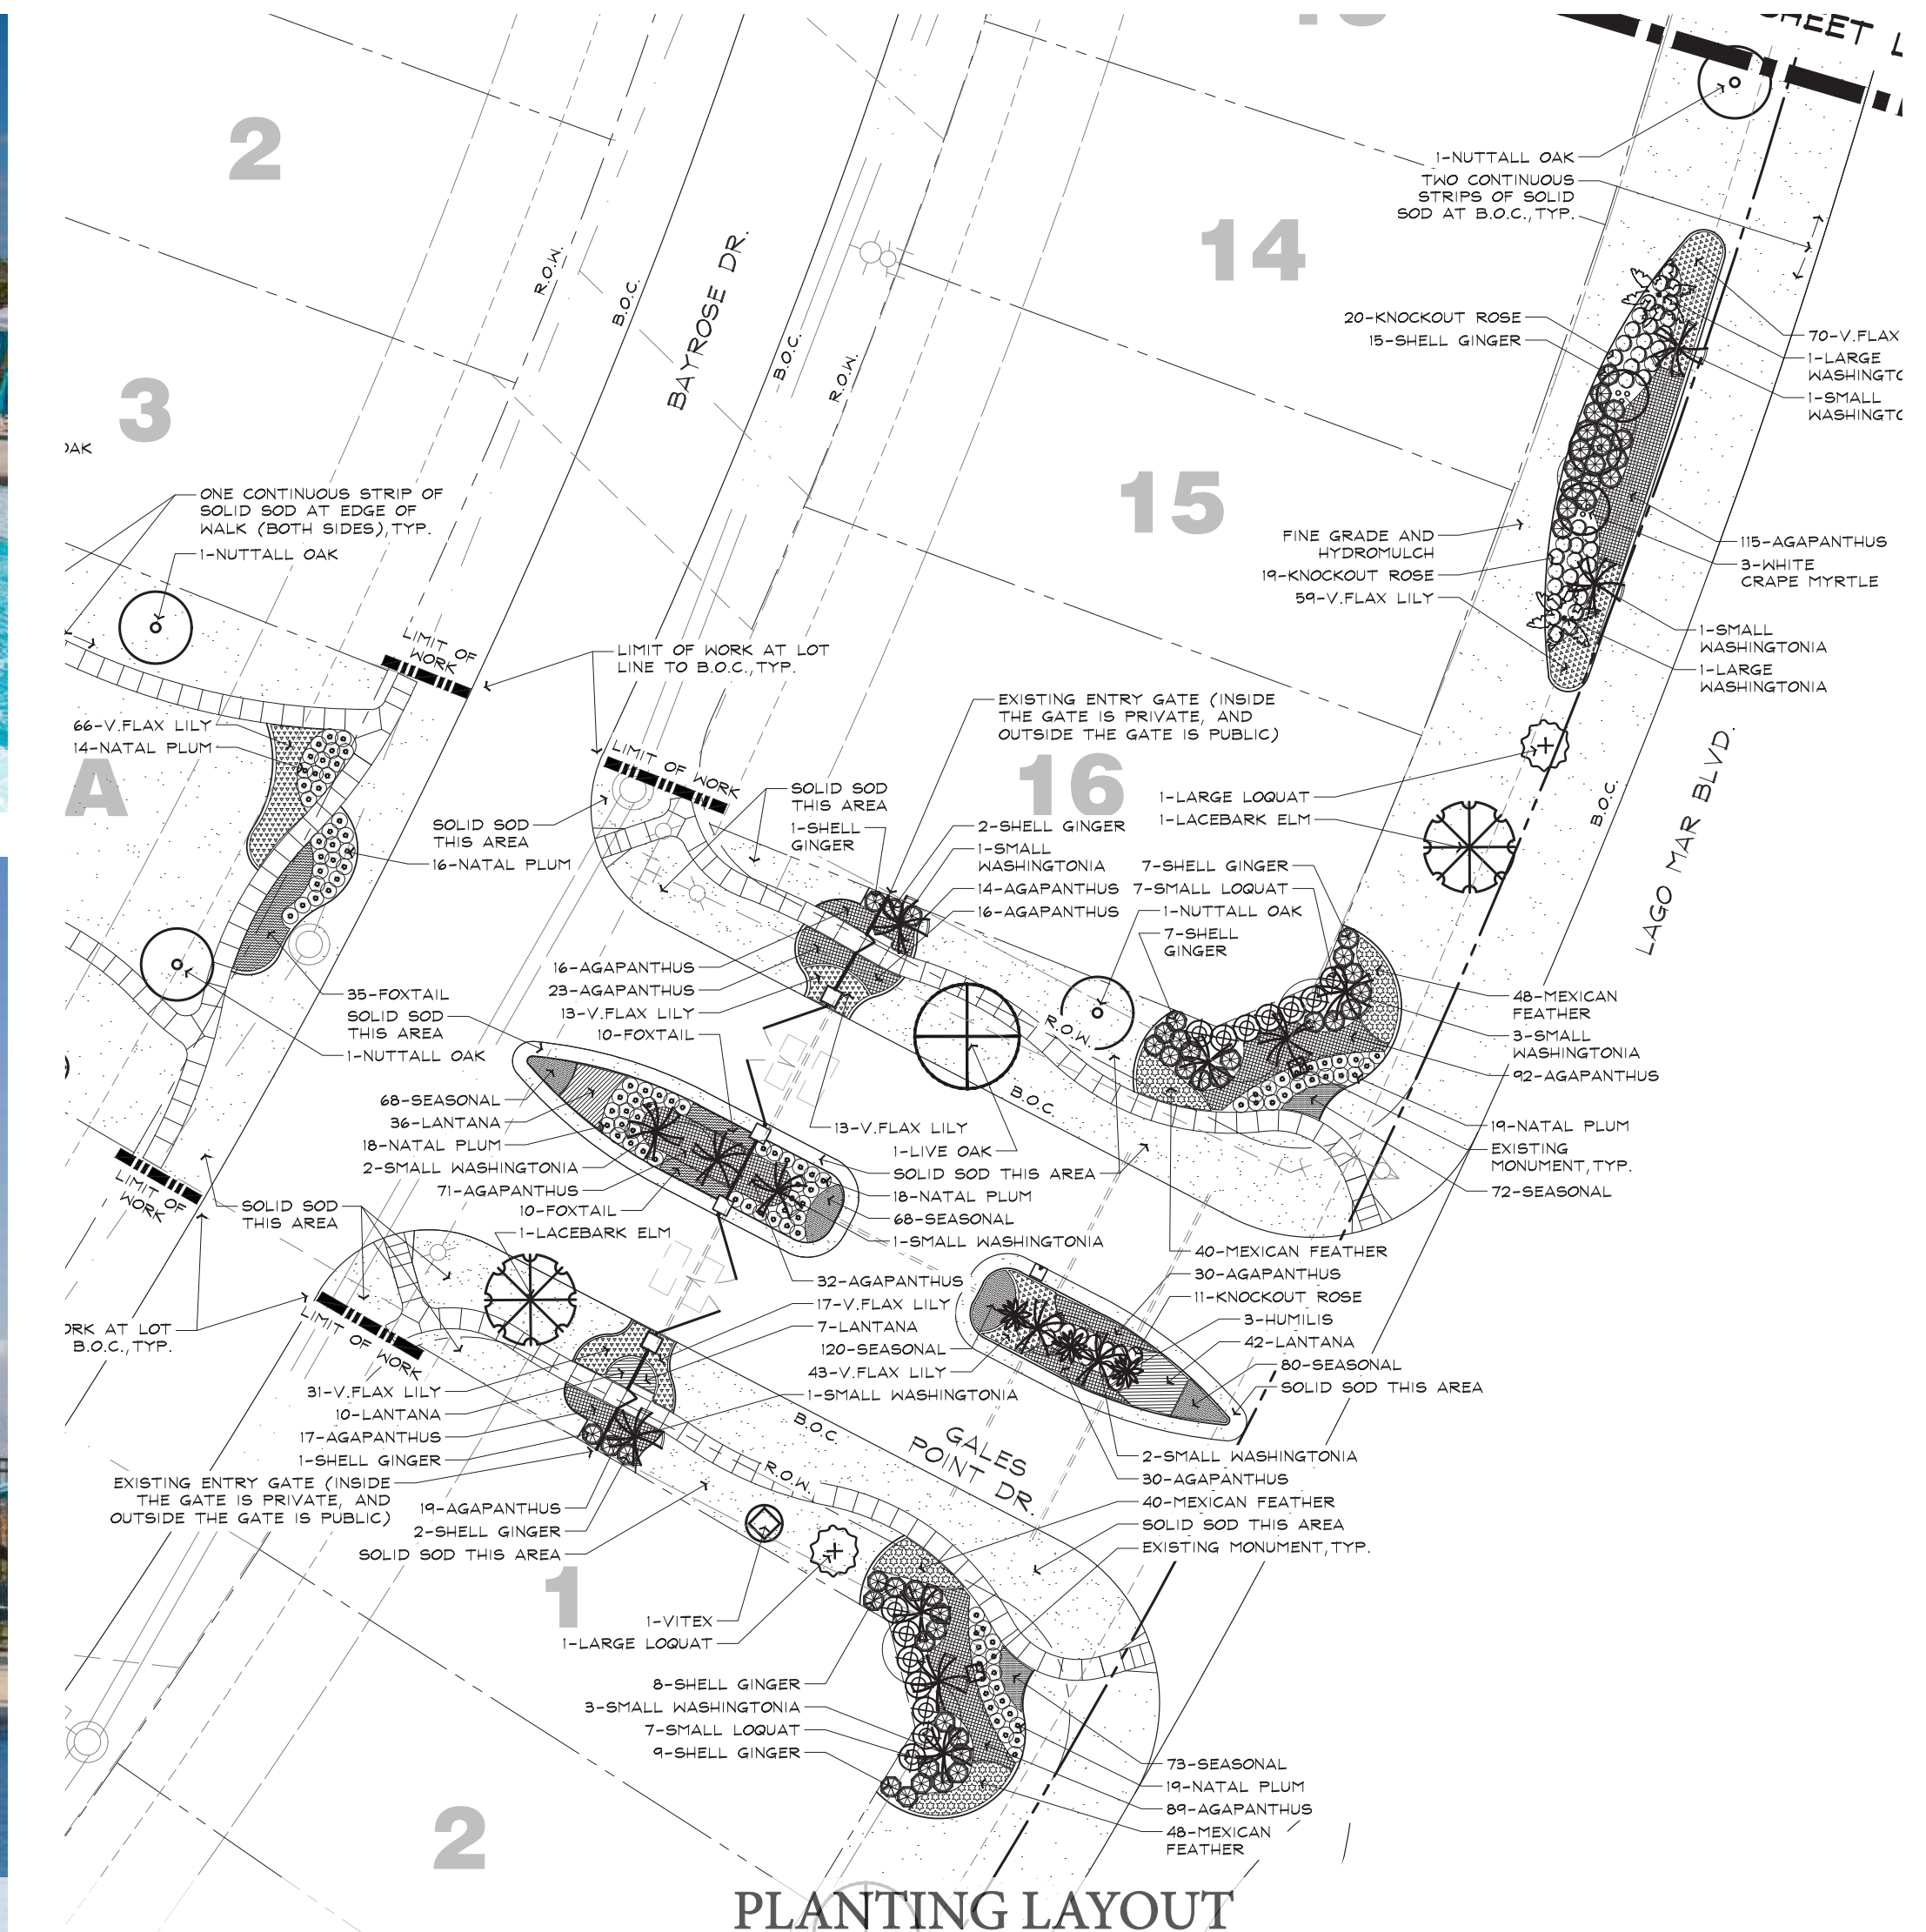 SHEET L
1-NUTTALL OAK
TWO CONTINUOUS
STRIPS OF SOLID
SOD AT B.O.C., TYP.
2
14
R.O.W.
B.O.C.
BAYROSE DR.
B.O.C.
R.O.W.
20-KNOCKOUT ROSE
15-SHELL GINGER
70-V.FLAX
1-LARGE
WASHINGTO
1-SMALL
WASHINGTO
3
OAK
ONE CONTINUOUS STRIP OF
SOLID SOD AT EDGE OF
WALK (BOTH SIDES), TYP.
1-NUTTALL OAK
15
FINE GRADE AND
HYDROMULCH
19-KNOCKOUT ROSE
59-V.FLAX LILY
115-AGAPANTHUS
3-WHITE
CRAPE MYRTLE
1-SMALL
WASHINGTONIA
1-LARGE
WASHINGTONIA
LIMIT OF
WORK
LIMIT OF WORK AT LOT
LINE TO B.O.C., TYP.
EXISTING ENTRY GATE (INSIDE
THE GATE IS PRIVATE, AND
OUTSIDE THE GATE IS PUBLIC)
66-V.FLAX LILY
14-NATAL PLUM
A
LIMIT OF WORK
16
SOLID SOD
THIS AREA
1-SHELL
GINGER
SOLID SOD
THIS AREA
16-NATAL PLUM
2-SHELL GINGER
1-SMALL
WASHINGTONIA
14-AGAPANTHUS
16-AGAPANTHUS
1-LARGE LOQUAT
1-LACEBARK ELM
B.O.C.
LAGO MAR BLVD.
7-SHELL GINGER
7-SMALL LOQUAT
1-NUTTALL OAK
7-SHELL
GINGER
16-AGAPANTHUS
23-AGAPANTHUS
13-V.FLAX LILY
10-FOXTAIL
35-FOXTAIL
SOLID SOD
THIS AREA
1-NUTTALL OAK
R.O.W.
B.O.C.
48-MEXICAN
FEATHER
3-SMALL
WASHINGTONIA
92-AGAPANTHUS
19-NATAL PLUM
EXISTING
MONUMENT, TYP.
72-SEASONAL
68-SEASONAL
36-LANTANA
18-NATAL PLUM
2-SMALL WASHINGTONIA
71-AGAPANTHUS
10-FOXTAIL
1-LACEBARK ELM
13-V.FLAX LILY
1-LIVE OAK
SOLID SOD THIS AREA
18-NATAL PLUM
68-SEASONAL
1-SMALL WASHINGTONIA
LIMIT OF
WORK
SOLID SOD
THIS AREA
40-MEXICAN FEATHER
30-AGAPANTHUS
11-KNOCKOUT ROSE
3-HUMILIS
42-LANTANA
80-SEASONAL
SOLID SOD THIS AREA
32-AGAPANTHUS
17-V.FLAX LILY
7-LANTANA
120-SEASONAL
43-V.FLAX LILY
1-SMALL WASHINGTONIA
ORK AT LOT
B.O.C., TYP.
LIMIT OF WORK
31-V.FLAX LILY
10-LANTANA
17-AGAPANTHUS
1-SHELL GINGER
EXISTING ENTRY GATE (INSIDE
THE GATE IS PRIVATE, AND
OUTSIDE THE GATE IS PUBLIC)
19-AGAPANTHUS
2-SHELL GINGER
SOLID SOD THIS AREA
B.O.C.
R.O.W.
GALES
POINT DR.
2-SMALL WASHINGTONIA
30-AGAPANTHUS
40-MEXICAN FEATHER
SOLID SOD THIS AREA
EXISTING MONUMENT, TYP.
1
1-VITEX
1-LARGE LOQUAT
8-SHELL GINGER
3-SMALL WASHINGTONIA
7-SMALL LOQUAT
9-SHELL GINGER
73-SEASONAL
19-NATAL PLUM
89-AGAPANTHUS
48-MEXICAN
FEATHER
2
PLANTING LAYOUT